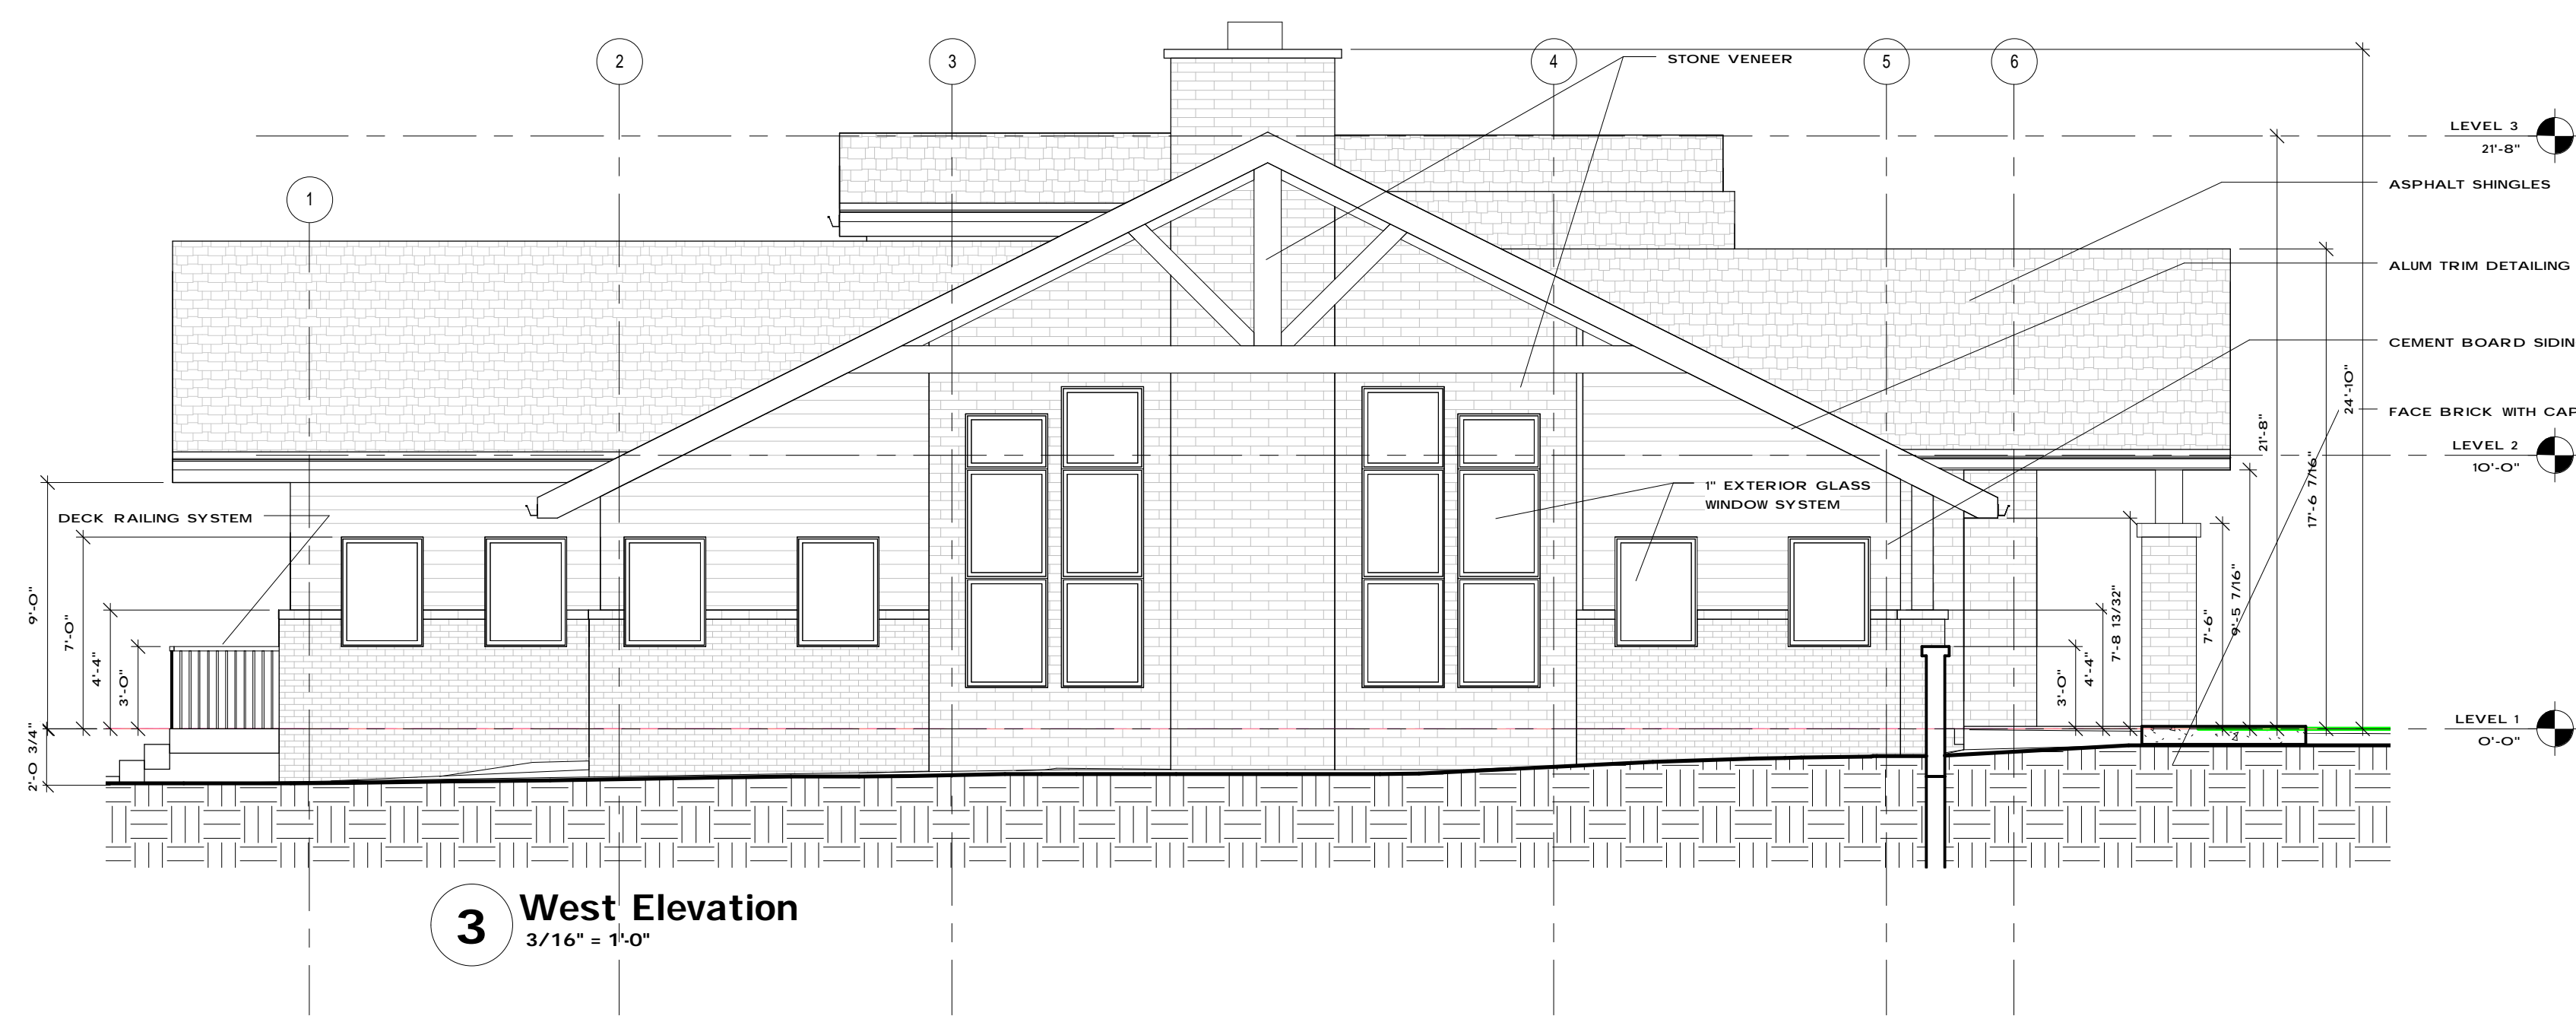 1
2
3
4
5
6
STONE VENEER
LEVEL 3
21'-8"
ASPHALT SHINGLES
ALUM TRIM DETAILING
CEMENT BOARD SIDIN
FACE BRICK WITH CAP
LEVEL 2
10'-0"
1" EXTERIOR GLASS
WINDOW SYSTEM
DECK RAILING SYSTEM
9'-0"
7'-0"
4'-4"
3'-0"
2'-0 3/4"
3'-0"
4'-4"
7'-8 13/32"
7'-6"
9'-5 7/16"
21'-8"
17'-6 7/16"
24'-10"
LEVEL 1
0'-0"
3
West Elevation
3/16" = 1'-0"